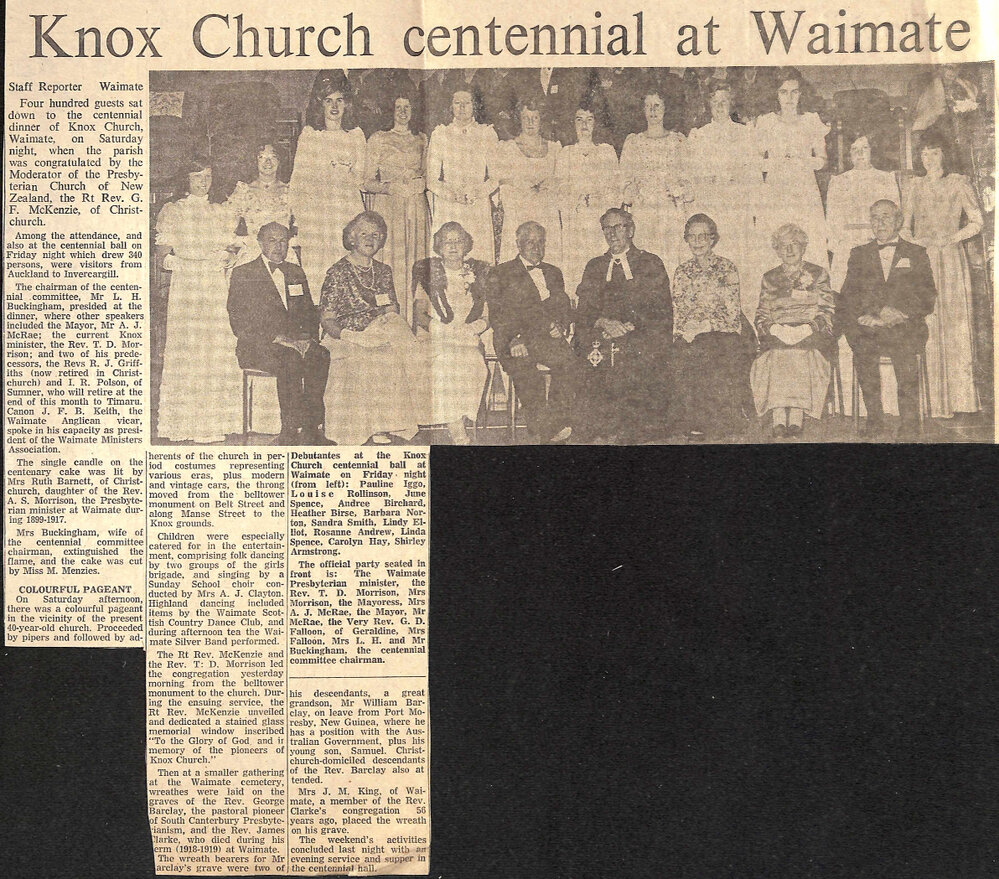 Knox Church centennial at Waimate
Staff Reporter Waimate
Four hundred guests sat
down to the centennial
dinner of Knox Church,
Waimate, on Saturday
night, when the parish
was congratulated by the
Moderator of the Presby-
terian Church of New
Zealand, the Rt Rev. G.
F. McKenzie, of Christ-
church.
Among the attendance, and
also at the centennial ball on
Friday night which drew 340
persons, were visitors from
Auckland to Invercargill.
The chairman of the centen-
nial committee, Mr L. H.
Buckingham, presided at the
dinner, where other speakers
included the Mayor, Mr A. J.
McRae; the current Knox
minister, the Rev. T. D. Mor-
rison; and two of his prede-
cessors, the Revs R. J. Griff-
iths (now retired in Christ-
church) and I. R. Polson, of
Sumner, who will retire at the
end of this month to Timaru.
Canon J. F. B. Keith, the
Waimate Anglican vicar,
spoke in his capacity as presi-
dent of the Waimate Ministers
Association.
The single candle on the
centenary cake was lit by
Mrs Ruth Barnett, of Christ-
church, daughter of the Rev.
A. S. Morrison, the Presbyte-
rian minister at Waimate dur-
ing 1899-1917.
Mrs Buckingham, wife of
the centennial committee
chairman, extinguished the
flame, and the cake was cut
by Miss M. Menzies.
COLOURFUL PAGEANT
On Saturday afternoon,
there was a colourful pageant
in the vicinity of the present
40-year-old church. Proceeded
by pipers and followed by ad-
herents of the church in per-
iod costumes representing
various eras, plus modern
and vintage cars, the throng
moved from the belltower
monument on Belt Street and
along Manse Street to the
Knox grounds.
Children were especially
catered for in the entertain-
ment, comprising folk dancing
by two groups of the girls
brigade, and singing by a
Sunday School choir con-
ducted by Mrs A. J. Clayton.
Highland dancing included
items by the Waimate Scot-
tish Country Dance Club, and
during afternoon tea the Wai-
mate Silver Band performed.
The Rt Rev. McKenzie and
the Rev. T: D. Morrison led
the congregation yesterday
morning from the belltower
monument to the church. Dur-
ing the ensuing service, the
Rt Rev. McKenzie unveiled
and dedicated a stained glass
memorial window inscribed
"To the Glory of God and in
memory of the pioneers of
Knox Church."
Then at a smaller gathering
at the Waimate cemetery,
wreathes were laid on the
graves of the Rev. George
Barclay, the pastoral pioneer
of South Canterbury Presbyte-
rianism, and the Rev. James
Clarke, who died during his
term (1918-1919) at Waimate.
The wreath bearers for Mr
arclay's grave were two of
Debutantes at the Knox
Church centennial ball at
Waimate on Friday night
(from left): Pauline Iggo,
Louise Rollinson, June
Spence, Andree Birchard,
Heather Birse, Barbara Nor-
ton, Sandra Smith, Lindy El-
liot, Rosanne Andrew, Linda
Spence, Carolyn Hay, Shirley
Armstrong.
The official party seated in
front is: The Waimate
Presbyterian minister, the
Rev. T. D. Morrison, Mrs
Morrison, the Mayoress, Mrs
A. J. McRae, the Mayor, Mr
McRae, the Very Rev. G. D.
Falloon, of Geraldine, Mrs
Falloon, Mrs L. H. and Mr
Buckingham, the centennial
committee chairman.
his descendants, a great
grandson, Mr William Bar-
clay, on leave from Port Mo-
resby, New Guinea, where he
has a position with the Aus-
tralian Government, plus his
young son, Samuel. Christ-
church-domiciled descendants
of the Rev. Barclay also at
tended.
Mrs J. M. King, of Wai-
mate, a member of the Rev.
Clarke's congregation 56
years ago, placed the wreath
on his grave.
The weekend's activities
concluded last night with an
evening service and supper in
the centennial hall.